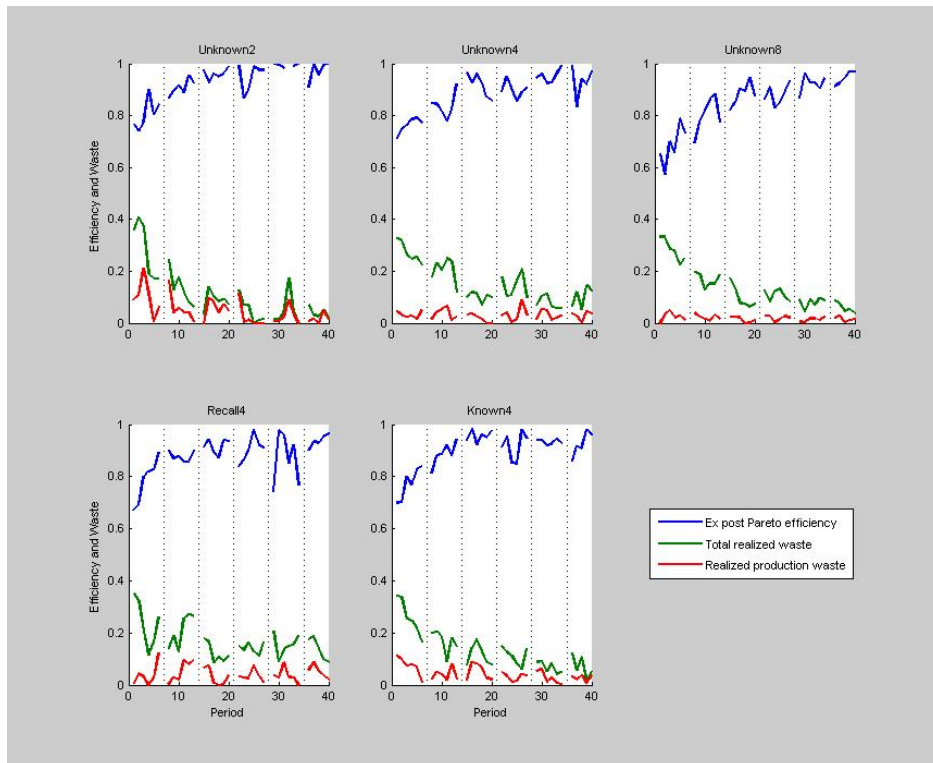 Unknown2
Unknown4
Unknown8
Efficiency and Waste
1
0.8
0.6
0.4
0.2
0
0 10 20 30 40
1
0.8
0.6
0.4
0.2
0
0 10 20 30 40
1
0.8
0.6
0.4
0.2
0
0 10 20 30 40
Recall4
Known4
Efficiency and Waste
1
0.8
0.6
0.4
0.2
0
0 10 20 30 40
Period
1
0.8
0.6
0.4
0.2
0
0 10 20 30 40
Period
Ex post Pareto efficiency
Total realized waste
Realized production waste